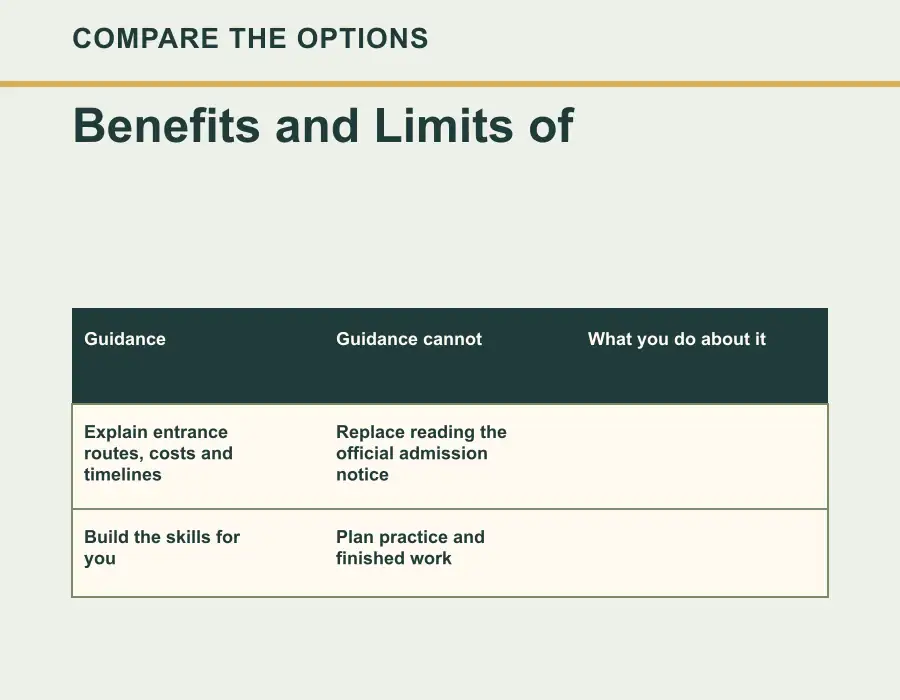 COMPARE THE OPTIONS
Benefits and Limits of
Guidance
Guidance cannot
What you do about it
Explain entrance
routes, costs and
timelines
Replace reading the
official admission
notice
Build the skills for
you
Plan practice and
finished work